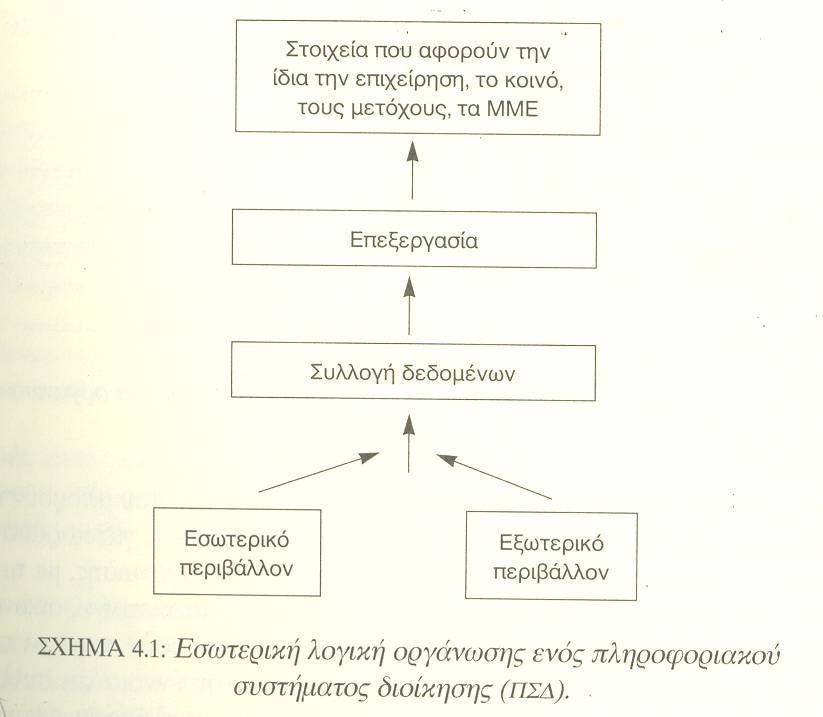 Στοιχεία που αφορούν την
ίδια την επιχείρηση, το κοινό,
τους μετόχους, τα ΜΜΕ
Επεξεργασία
Συλλογή δεδομένων
Εσωτερικό
περιβάλλον
Εξωτερικό
περιβάλλον
ΣΧΗΜΑ 4.1: Εσωτερική λογική οργάνωσης ενός πληροφοριακού
συστήματος διοίκησης (ΠΣΔ).